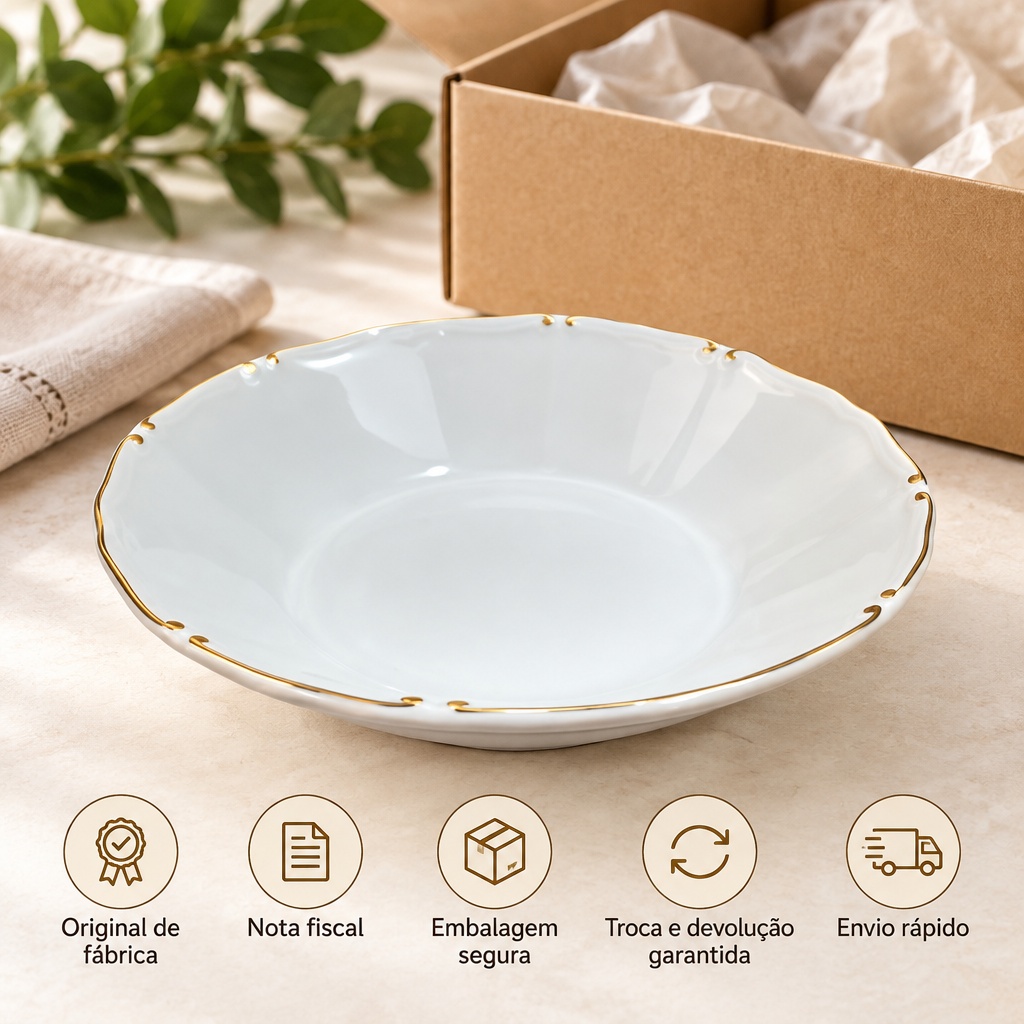 Original de
fábrica
Nota fiscal
Embalagem
segura
Troca e devolução
garantida
Envio rápido